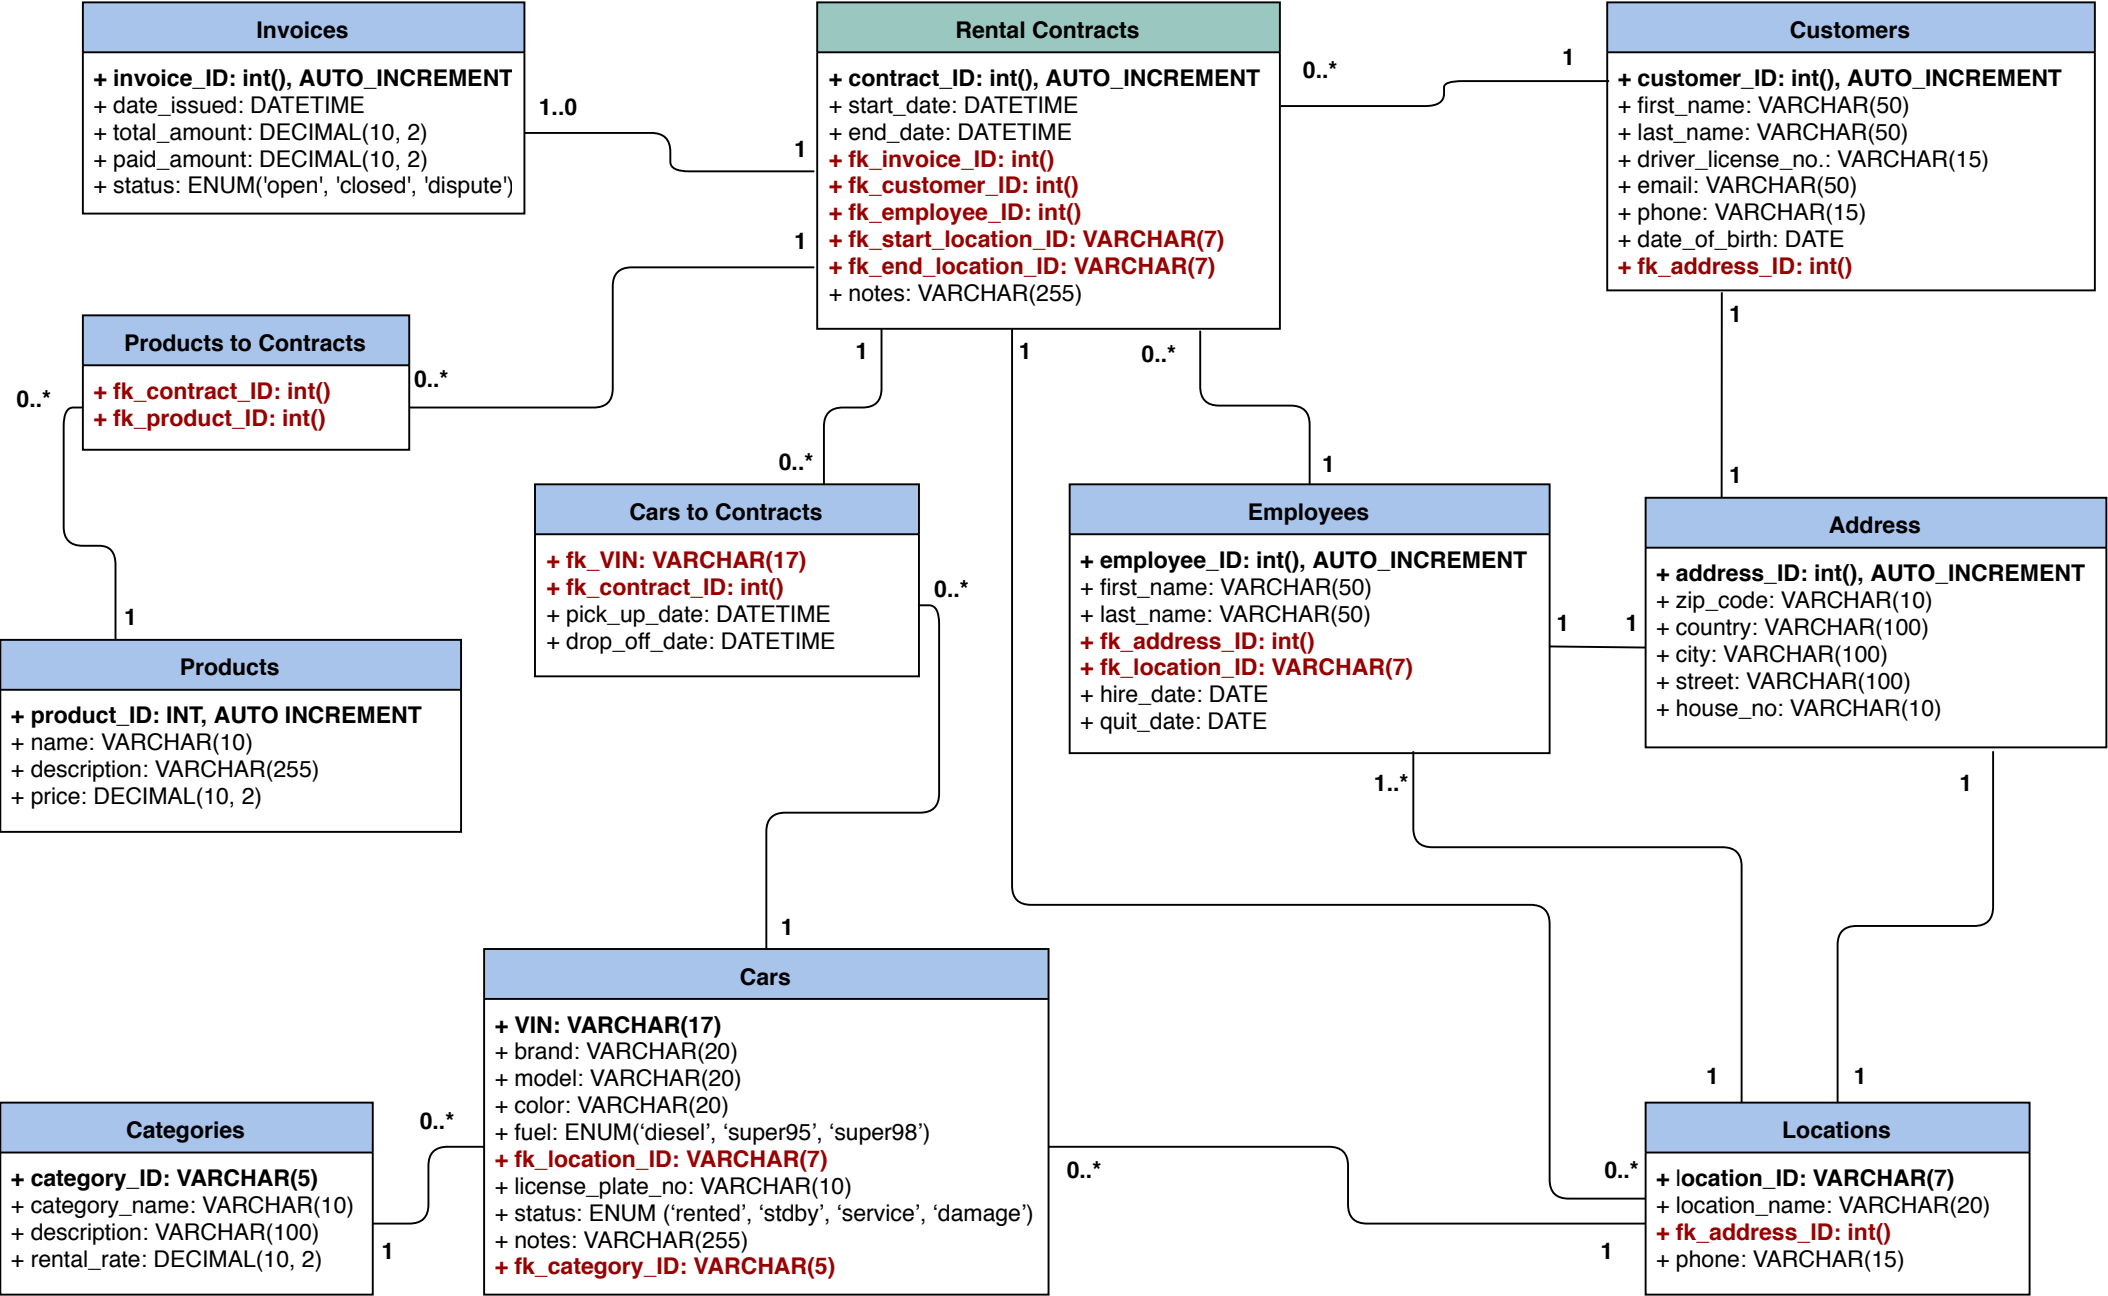 Invoices
+ invoice_ID: int(), AUTO_INCREMENT
+ date_issued: DATETIME
+ total_amount: DECIMAL(10, 2)
+ paid_amount: DECIMAL(10, 2)
+ status: ENUM('open', 'closed', 'dispute')
1..0
1
Rental Contracts
+ contract_ID: int(), AUTO_INCREMENT
+ start_date: DATETIME
+ end_date: DATETIME
+ fk_invoice_ID: int()
+ fk_customer_ID: int()
+ fk_employee_ID: int()
+ fk_start_location_ID: VARCHAR(7)
+ fk_end_location_ID: VARCHAR(7)
+ notes: VARCHAR(255)
0..*
1
Customers
+ customer_ID: int(), AUTO_INCREMENT
+ first_name: VARCHAR(50)
+ last_name: VARCHAR(50)
+ driver_license_no.: VARCHAR(15)
+ email: VARCHAR(50)
+ phone: VARCHAR(15)
+ date_of_birth: DATE
+ fk_address_ID: int()
1
Products to Contracts
+ fk_contract_ID: int()
+ fk_product_ID: int()
0..*
0..*
1
1
1
0..*
1
0..*
1
1
Products
+ product_ID: INT, AUTO INCREMENT
+ name: VARCHAR(10)
+ description: VARCHAR(255)
+ price: DECIMAL(10, 2)
Cars to Contracts
+ fk_VIN: VARCHAR(17)
+ fk_contract_ID: int()
+ pick_up_date: DATETIME
+ drop_off_date: DATETIME
0..*
Employees
+ employee_ID: int(), AUTO_INCREMENT
+ first_name: VARCHAR(50)
+ last_name: VARCHAR(50)
+ fk_address_ID: int()
+ fk_location_ID: VARCHAR(7)
+ hire_date: DATE
+ quit_date: DATE
1
1
Address
+ address_ID: int(), AUTO_INCREMENT
+ zip_code: VARCHAR(10)
+ country: VARCHAR(100)
+ city: VARCHAR(100)
+ street: VARCHAR(100)
+ house_no: VARCHAR(10)
1..*
1
1
1
1
Cars
+ VIN: VARCHAR(17)
+ brand: VARCHAR(20)
+ model: VARCHAR(20)
+ color: VARCHAR(20)
+ fuel: ENUM(‘diesel’, ‘super95’, ‘super98’)
+ fk_location_ID: VARCHAR(7)
+ license_plate_no: VARCHAR(10)
+ status: ENUM (‘rented’, ‘stdby’, ‘service’, ‘damage’)
+ notes: VARCHAR(255)
+ fk_category_ID: VARCHAR(5)
Categories
+ category_ID: VARCHAR(5)
+ category_name: VARCHAR(10)
+ description: VARCHAR(100)
+ rental_rate: DECIMAL(10, 2)
0..*
1
0..*
0..*
1
Locations
+ location_ID: VARCHAR(7)
+ location_name: VARCHAR(20)
+ fk_address_ID: int()
+ phone: VARCHAR(15)